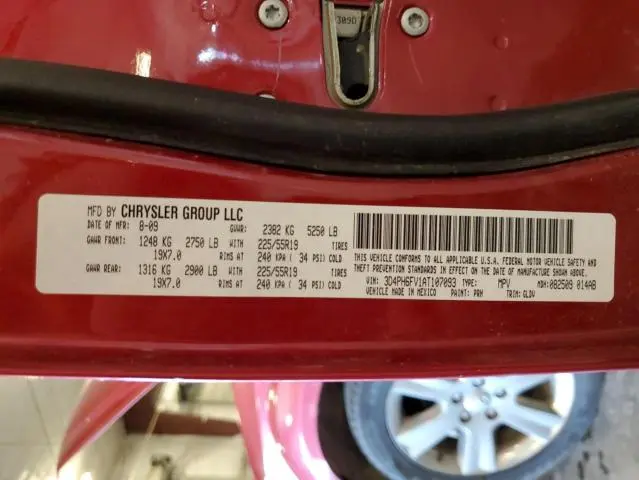 309D
MFD BY CHRYSLER GROUP LLC
DATE OF MFR: 8-09 GVWR: 2382 KG 5250 LB
GAWR FRONT: 1248 KG 2750 LB WITH 225/55R19 TIRES
19X7.0 RIMS AT 240 KPA ( 34 PSI) COLD
GAWR REAR: 1316 KG 2900 LB WITH 225/55R19 TIRES
19X7.0 RIMS AT 240 KPA ( 34 PSI) COLD
THIS VEHICLE CONFORMS TO ALL APPLICABLE U.S.A. FEDERAL MOTOR VEHICLE SAFETY AND
THEFT PREVENTION STANDARDS IN EFFECT ON THE DATE OF MANUFACTURE SHOWN ABOVE.
VIN: 3D4PH6FV1AT107093 TYPE: MPV MDH: 082509 014AB
VEHICLE MADE IN MEXICO PAINT: PRH TRIM: GLDV